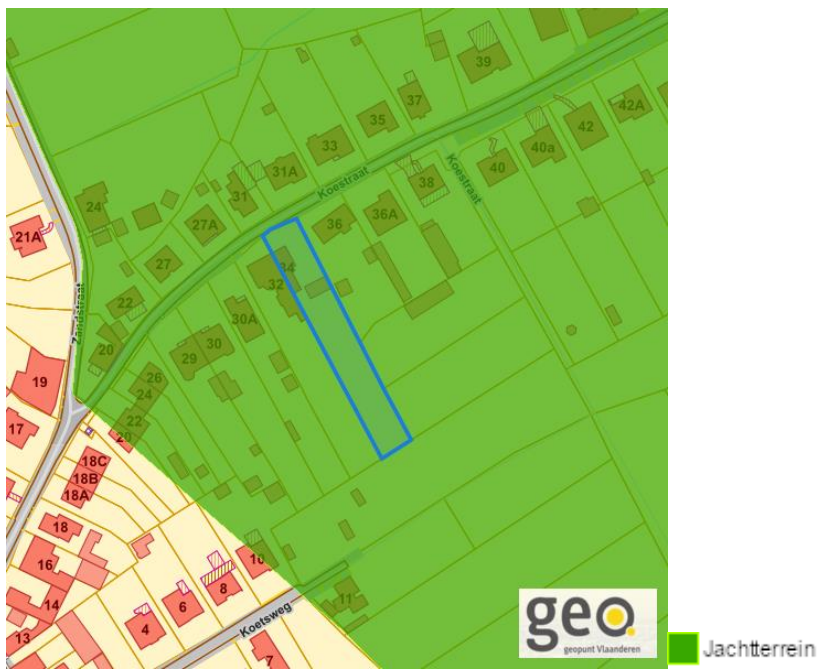 39
37
35
33
31A
31
27A
27
24
22
20
42A
42
40a
40
38
36A
36
34
32
30A
30
29
26
24
22
20
21A
19
17
18C
18B
18A
18
16
14
13
10
8
6
4
7
11
Koestraat
Koestraat
Zandstraat
Koetsweg
geo
geopunt Vlaanderen
Jachtterrein